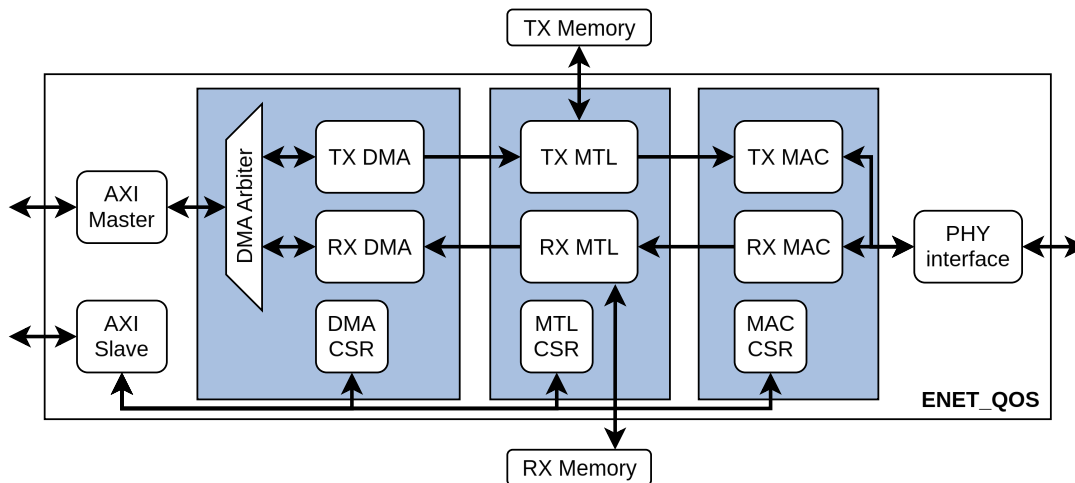 TX Memory
DMA Arbiter
TX DMA
TX MTL
TX MAC
AXI
Master
RX DMA
RX MTL
RX MAC
PHY
interface
AXI
Slave
DMA
CSR
MTL
CSR
MAC
CSR
ENET_QOS
RX Memory